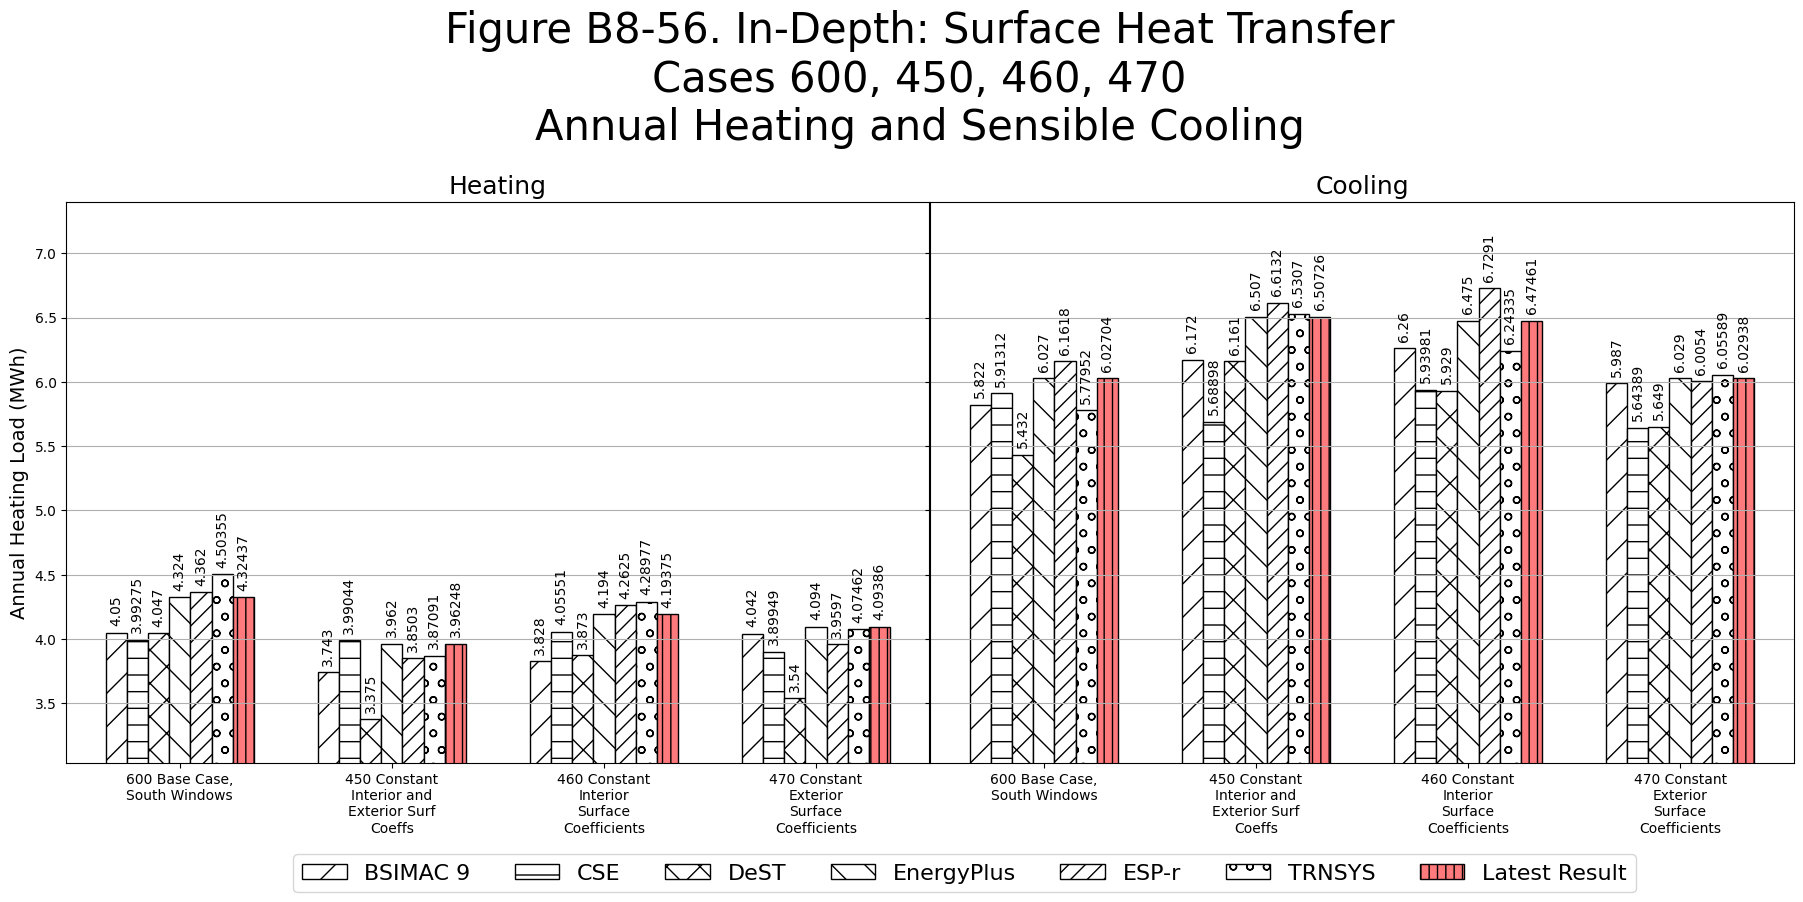 Figure B8-56. In-Depth: Surface Heat Transfer
Cases 600, 450, 460, 470
Annual Heating and Sensible Cooling
Heating
Cooling
Annual Heating Load (MWh)
7.0
6.5
6.0
5.5
5.0
4.5
4.0
3.5
4.05
3.99275
4.047
4.324
4.362
4.50355
4.32437
3.743
3.99044
3.375
3.962
3.8503
3.87091
3.96248
3.828
4.05551
3.873
4.194
4.2625
4.28977
4.19375
4.042
3.89949
3.54
4.094
3.9597
4.07462
4.09386
5.822
5.91312
5.432
6.027
6.1618
5.77952
6.02704
6.172
5.68898
6.161
6.507
6.6132
6.5307
6.50726
6.26
5.93981
5.929
6.475
6.7291
6.24335
6.47461
5.987
5.64389
5.649
6.029
6.0054
6.05589
6.02938
600 Base Case,
South Windows
450 Constant
Interior and
Exterior Surf
Coeffs
460 Constant
Interior
Surface
Coefficients
470 Constant
Exterior
Surface
Coefficients
600 Base Case,
South Windows
450 Constant
Interior and
Exterior Surf
Coeffs
460 Constant
Interior
Surface
Coefficients
470 Constant
Exterior
Surface
Coefficients
BSIMAC 9
CSE
DeST
EnergyPlus
ESP-r
TRNSYS
Latest Result